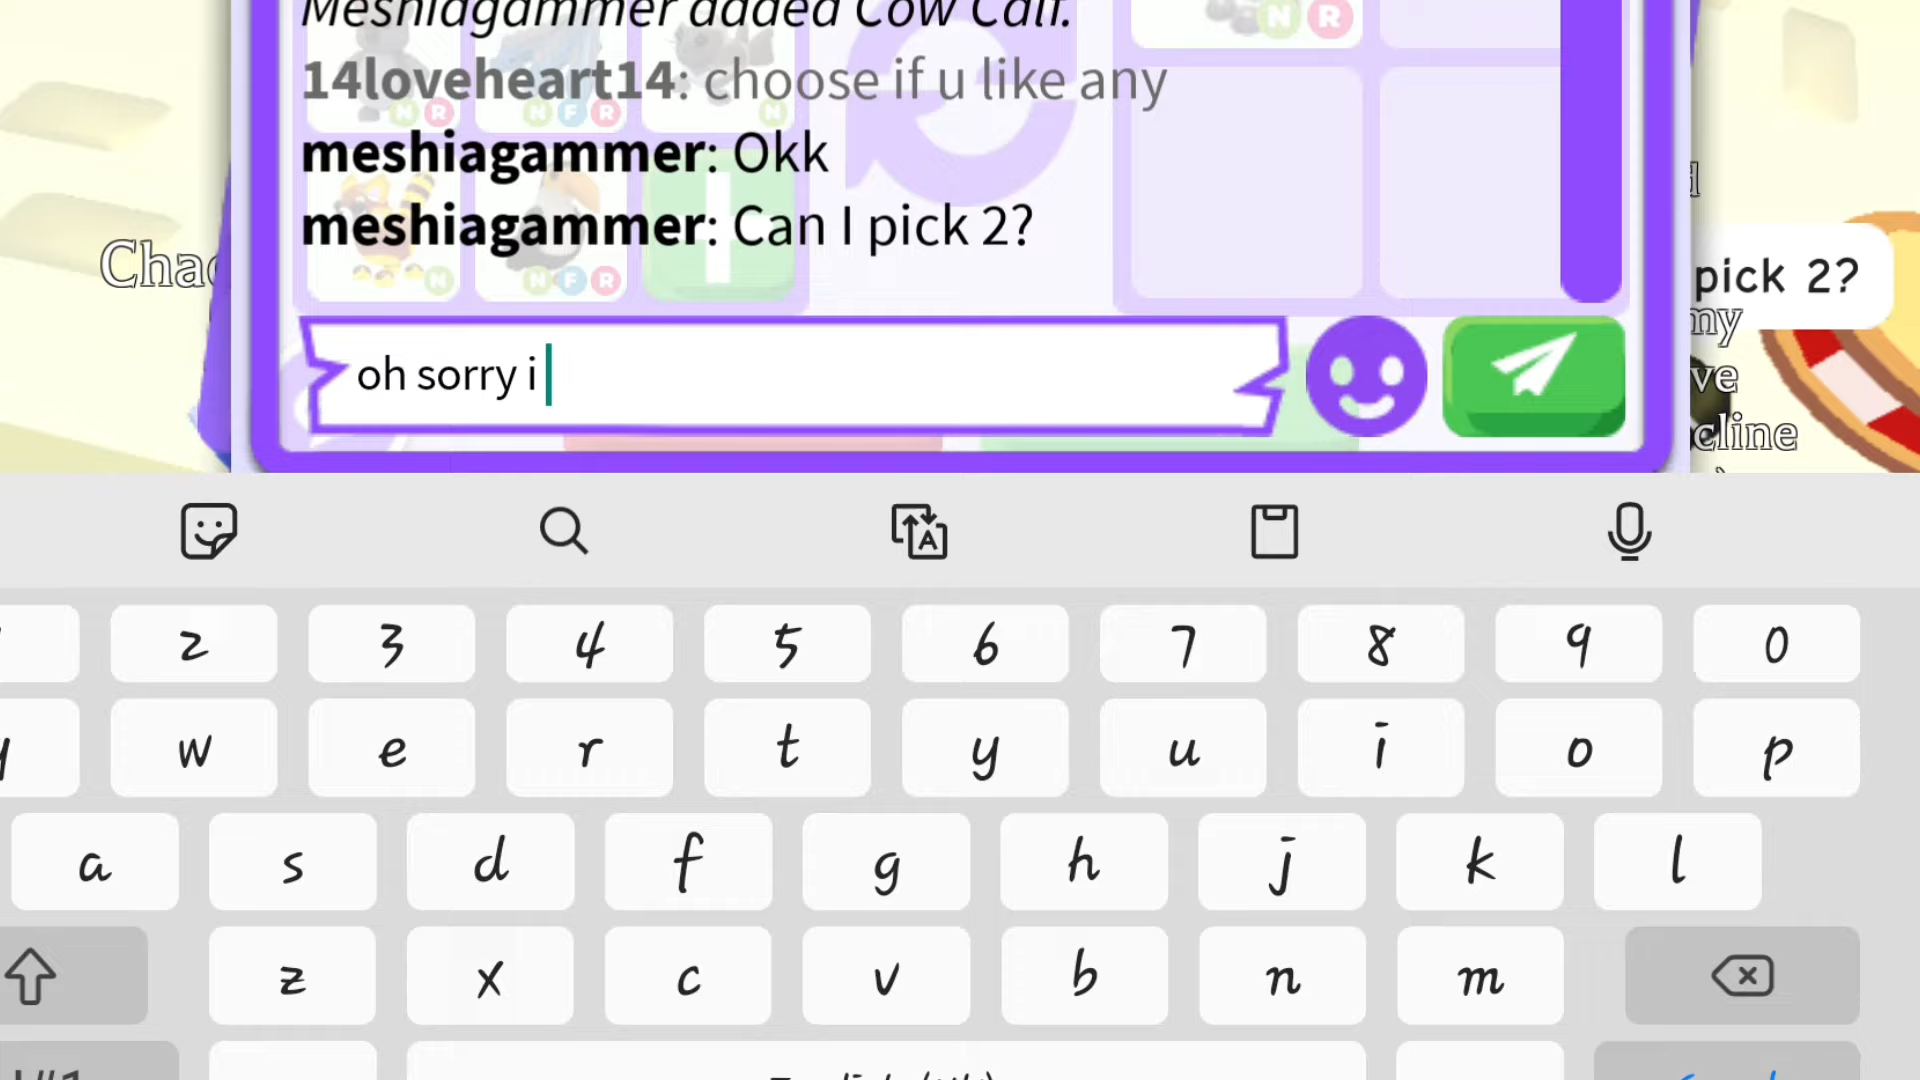 Meshiagammer added Cow Calf.
14loveheart14: choose if u like any
meshiagammer: Okk
meshiagammer: Can I pick 2?
N R
N R
N F R
N
N
N F R
pick 2?
my
ve
cline
oh sorry i
2 3 4 5 6 7 8 9 0
w e r t y u i o p
a s d f g h j k l
z x c v b n m